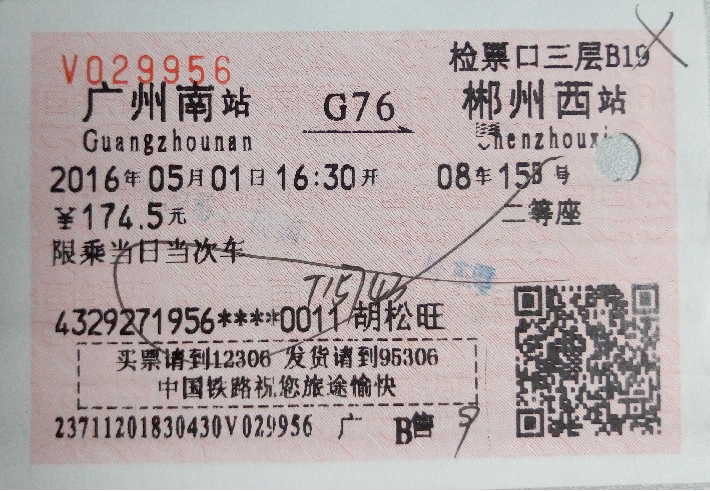 V029956 检票口三层B19
广州南站 G76 郴州西站
Guangzhounan Chenzhouxi
2016年05月01日16:30开 08车15B号
￥174.5元 二等座
限乘当日当次车
T15743
4329271956****0011胡松旺
买票请到12306 发货请到95306
中国铁路祝您旅途愉快
23711201830430V029956 广 B售